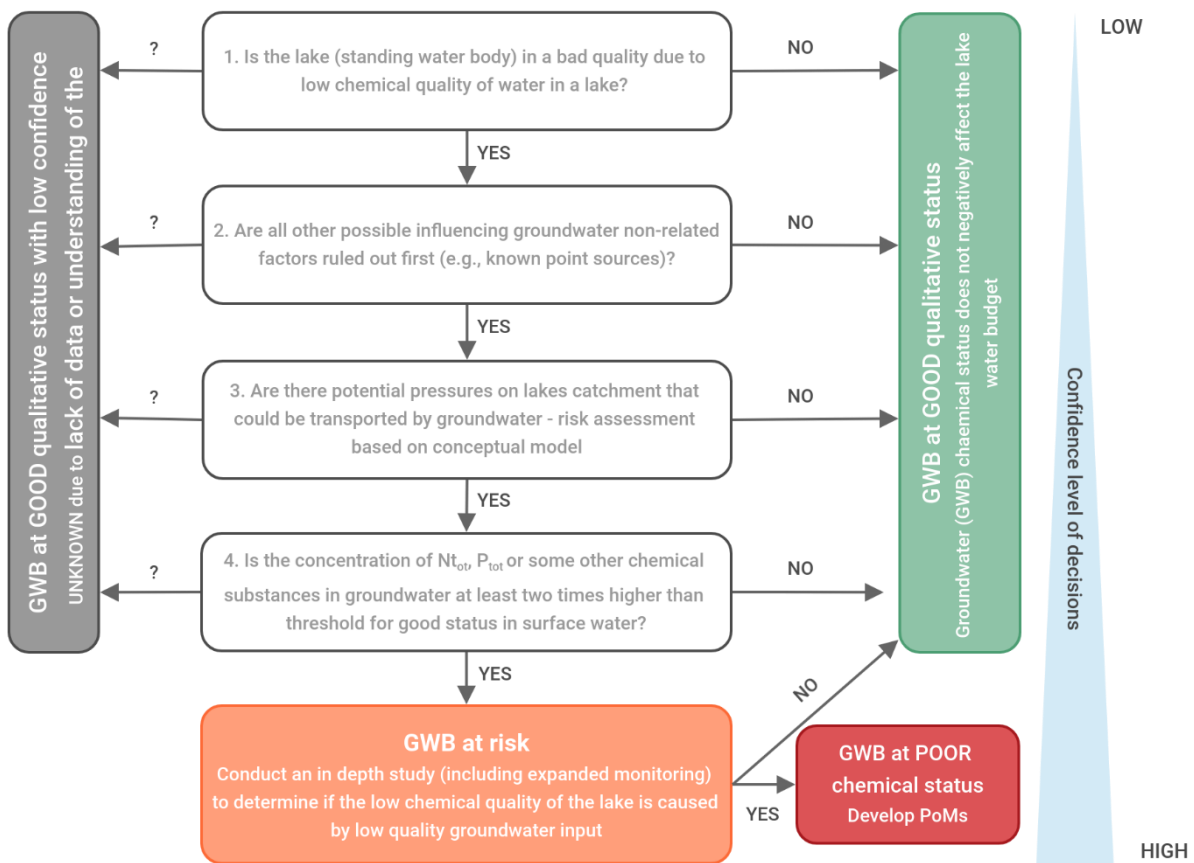 GWB at GOOD qualitative status with low confidence
UNKNOWN due to lack of data or understanding of the
?
1. Is the lake (standing water body) in a bad quality due to
low chemical quality of water in a lake?
NO
YES
?
2. Are all other possible influencing groundwater non-related
factors ruled out first (e.g., known point sources)?
NO
YES
?
3. Are there potential pressures on lakes catchment that
could be transported by groundwater - risk assessment
based on conceptual model
NO
YES
?
4. Is the concentration of Ntot, Ptot or some other chemical
substances in groundwater at least two times higher than
threshold for good status in surface water?
NO
YES
GWB at risk
Conduct an in depth study (including expanded monitoring)
to determine if the low chemical quality of the lake is caused
by low quality groundwater input
NO
YES
GWB at POOR
chemical status
Develop PoMs
GWB at GOOD qualitative status
Groundwater (GWB) chaemical status does not negatively affect the lake
water budget
LOW
Confidence level of decisions
HIGH